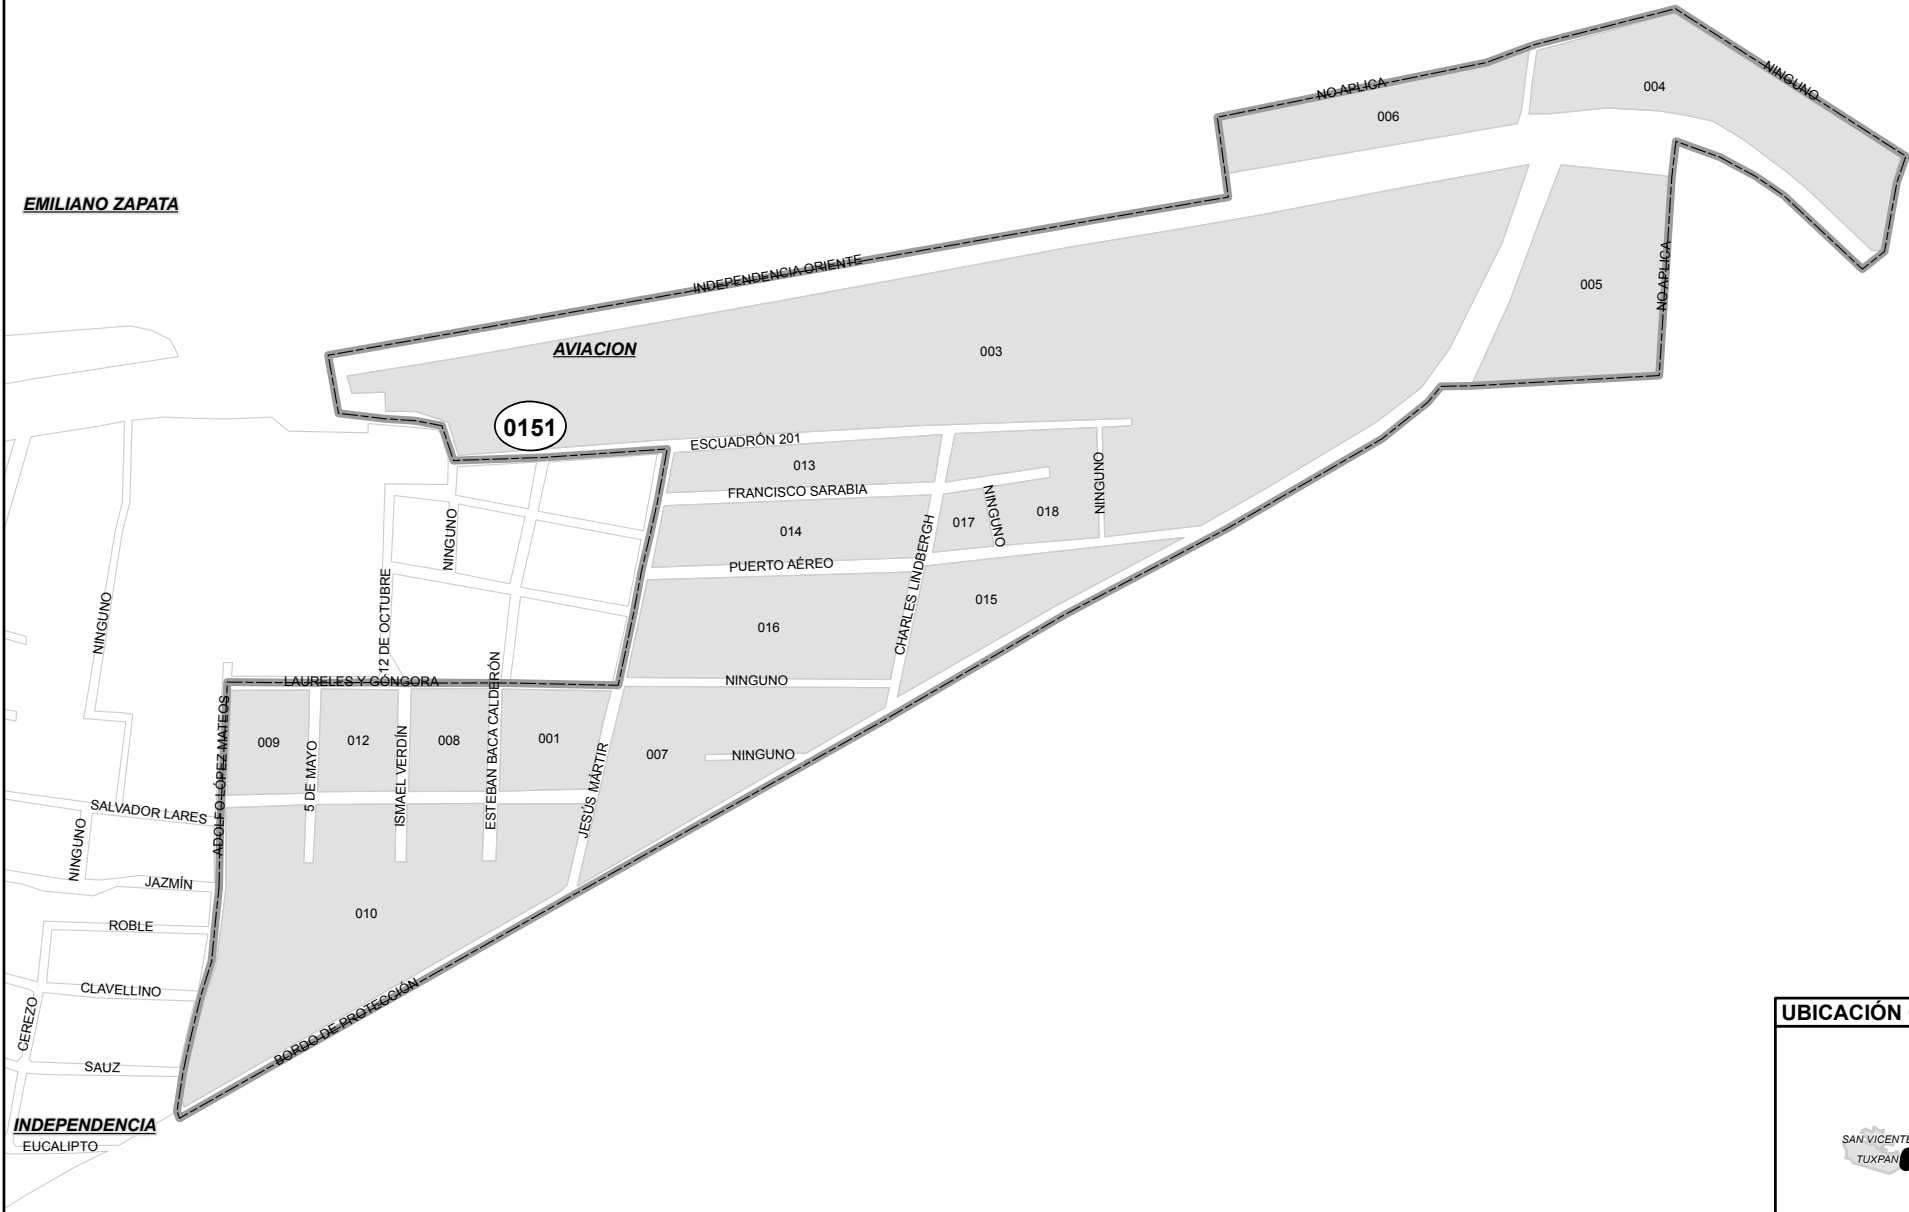 NINGUNO
NO APLICA
004
006
EMILIANO ZAPATA
INDEPENDENCIA ORIENTE
NO APLICA
005
AVIACION
003
0151
ESCUADRÓN 201
013
FRANCISCO SARABIA
NINGUNO
NINGUNO
017
018
014
NINGUNO
PUERTO AÉREO
CHARLES LINDBERGH
015
12 DE OCTUBRE
NINGUNO
016
LAURELES Y GÓNGORA
NINGUNO
ADOLFO LÓPEZ MATEOS
009
5 DE MAYO
012
ISMAEL VERDÍN
008
ESTEBAN BACA CALDERÓN
001
JESÚS MÁRTIR
007
NINGUNO
SALVADOR LARES
NINGUNO
JAZMÍN
010
ROBLE
CLAVELLINO
CEREZO
BORDO DE PROTECCIÓN
SAUZ
INDEPENDENCIA
EUCALIPTO
UBICACIÓN
SAN VICENTE
TUXPAN